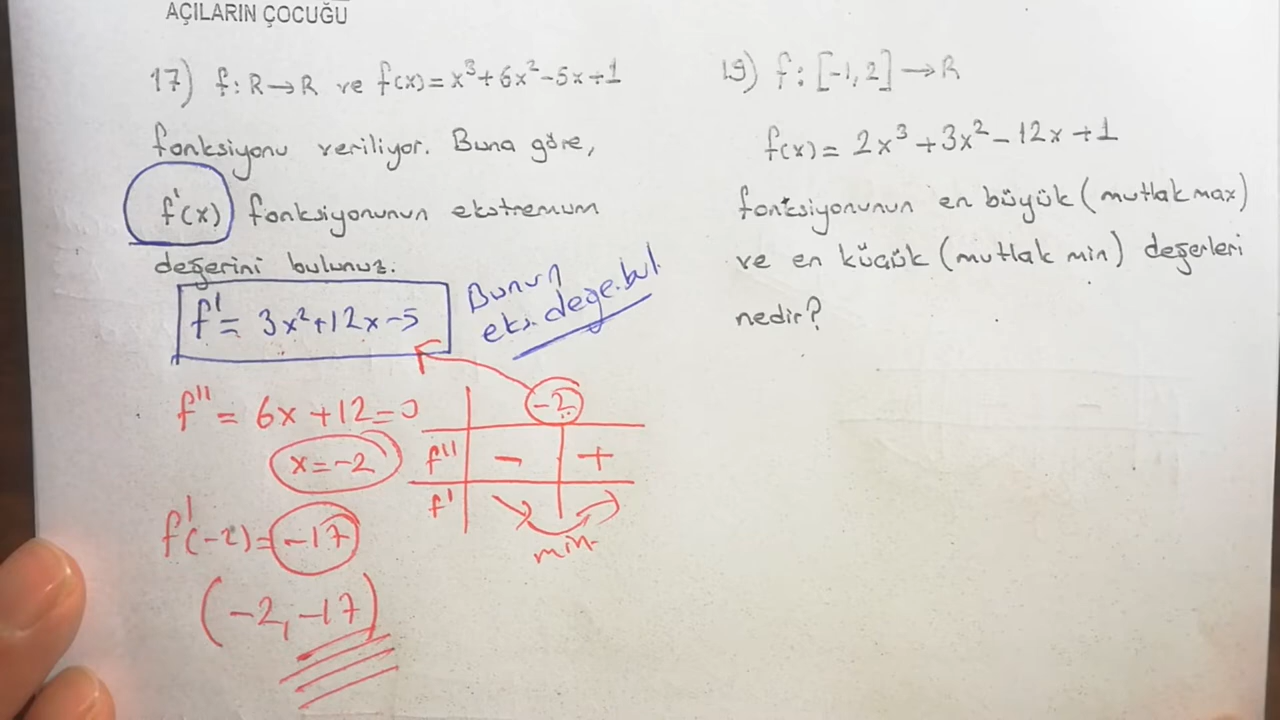 AÇILARIN ÇOCUĞU
17) f: R→R ve f(x)=x³+6x²-5x+1
fonksiyonu veriliyor. Buna göre,
f'(x) fonksiyonunun ekstremum
değerini bulunuz.
f' = 3x²+12x-5
Bunun
eks. değe. bul.
f'' = 6x+12=0
x=-2
f'(-2)=-17
(-2, -17)
-2
f'' - +
f'
min
19) f: [-1,2]→R
f(x)= 2x³+3x²-12x+1
fonksiyonunun en büyük (mutlak max)
ve en küçük (mutlak min) değerleri
nedir?